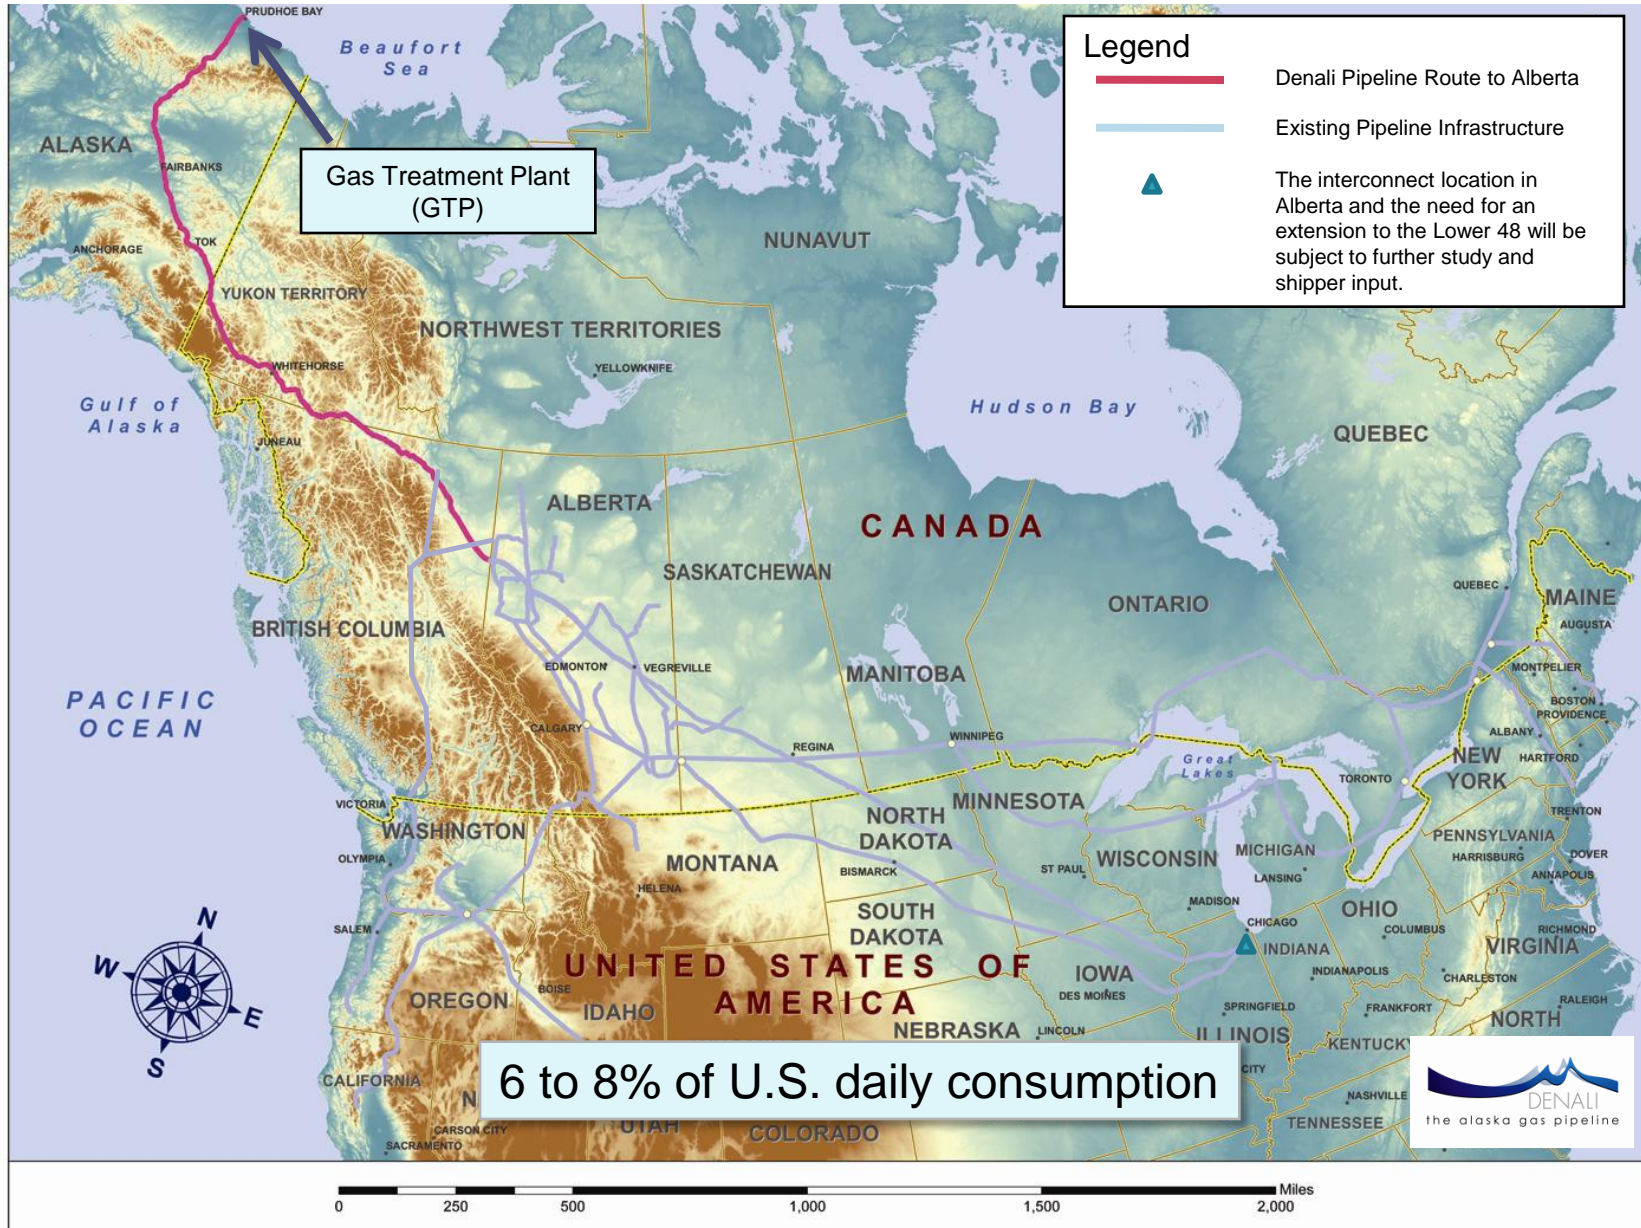 PRUDHOE BAY
Beaufort
Sea
Legend
Denali Pipeline Route to Alberta
Existing Pipeline Infrastructure
The interconnect location in
Alberta and the need for an
extension to the Lower 48 will be
subject to further study and
shipper input.
ALASKA
FAIRBANKS
Gas Treatment Plant
(GTP)
TOK
ANCHORAGE
NUNAVUT
YUKON TERRITORY
NORTHWEST TERRITORIES
WHITEHORSE
YELLOWKNIFE
Gulf of
Alaska
Hudson Bay
JUNEAU
QUEBEC
ALBERTA
CANADA
SASKATCHEWAN
ONTARIO
QUEBEC
MAINE
AUGUSTA
BRITISH COLUMBIA
EDMONTON
VEGREVILLE
MANITOBA
MONTPELIER
PACIFIC
OCEAN
BOSTON
PROVIDENCE
CALGARY
REGINA
WINNIPEG
ALBANY
HARTFORD
Great
Lakes
TORONTO
NEW
YORK
VICTORIA
WASHINGTON
NORTH
DAKOTA
MINNESOTA
TRENTON
PENNSYLVANIA
OLYMPIA
MONTANA
BISMARCK
ST PAUL
WISCONSIN
MICHIGAN
LANSING
HARRISBURG
DOVER
ANNAPOLIS
HELENA
SALEM
SOUTH
DAKOTA
MADISON
CHICAGO
OHIO
COLUMBUS
RICHMOND
VIRGINIA
INDIANA
N
W
E
S
UNITED STATES OF
AMERICA
IOWA
DES MOINES
INDIANAPOLIS
CHARLESTON
OREGON
BOISE
IDAHO
SPRINGFIELD
FRANKFORT
RALEIGH
NORTH
NEBRASKA
LINCOLN
ILLINOIS
KENTUCKY
6 to 8% of U.S. daily consumption
CITY
CALIFORNIA
N
NASHVILLE
TENNESSEE
CARSON CITY
SACRAMENTO
UTAH
COLORADO
DENALI
the alaska gas pipeline
0
250
500
1,000
1,500
2,000
Miles